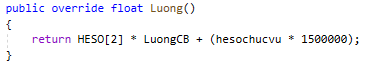 public override float Luong()
{
return HESO[2] * LuongCB + (hesochucvu * 1500000);
}